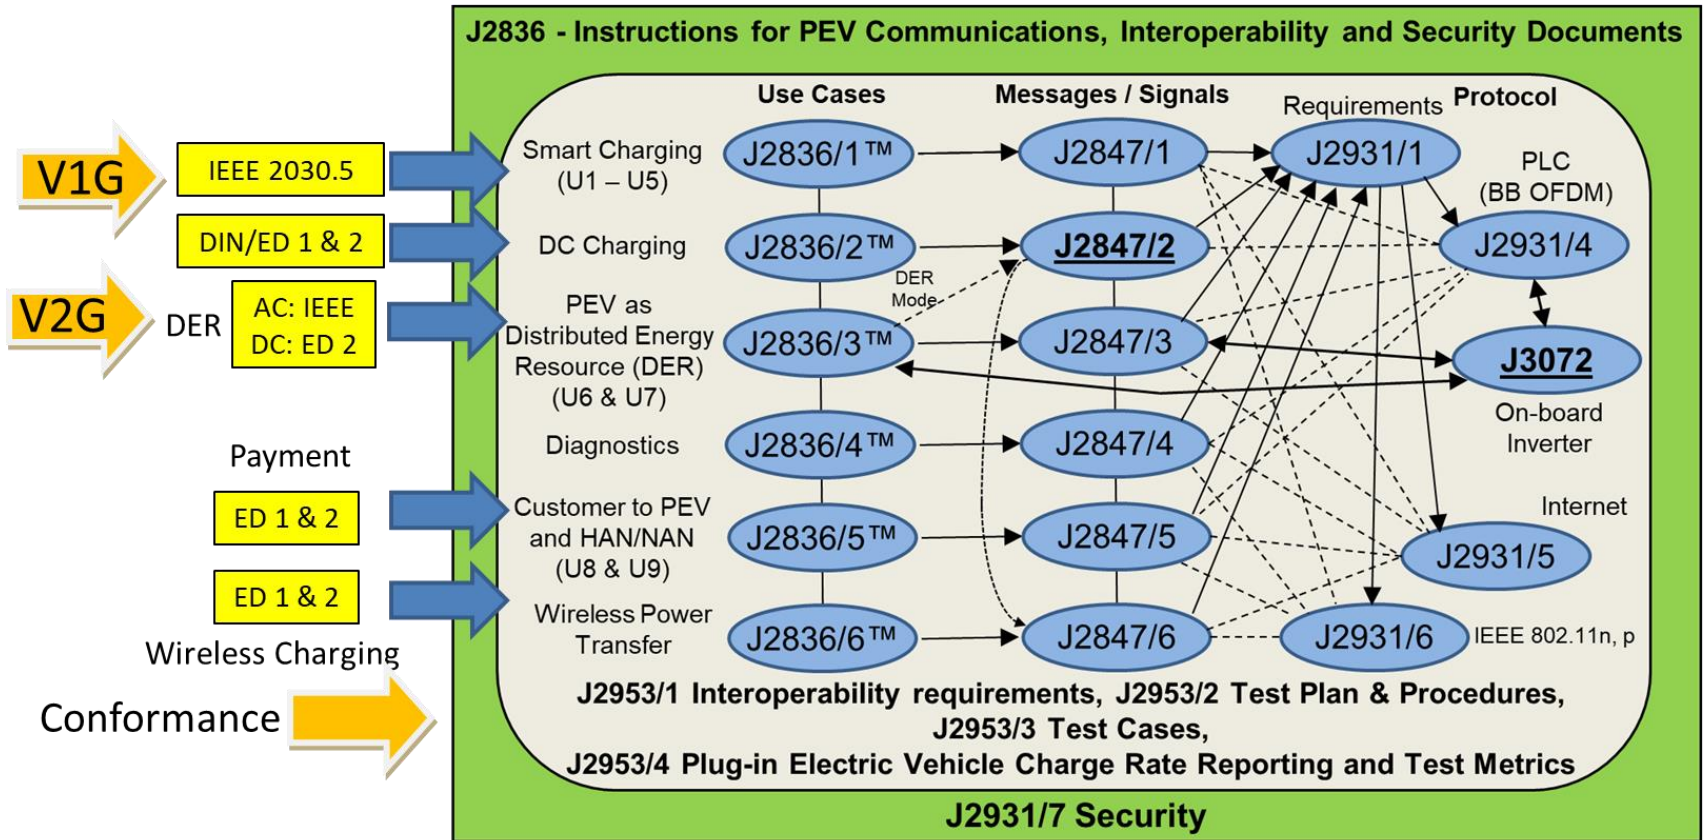 J2836 - Instructions for PEV Communications, Interoperability and Security Documents
Use Cases
Messages / Signals
Requirements
Protocol
V1G
IEEE 2030.5
Smart Charging
(U1 – U5)
J2836/1™
J2847/1
J2931/1
PLC
(BB OFDM)
DIN/ED 1 & 2
DC Charging
J2836/2™
J2847/2
J2931/4
DER
Mode
V2G
DER
AC: IEEE
DC: ED 2
PEV as
Distributed Energy
Resource (DER)
(U6 & U7)
J2836/3™
J2847/3
J3072
On-board
Inverter
Diagnostics
J2836/4™
J2847/4
Payment
ED 1 & 2
Customer to PEV
and HAN/NAN
(U8 & U9)
J2836/5™
J2847/5
Internet
J2931/5
ED 1 & 2
Wireless Charging
Wireless Power
Transfer
J2836/6™
J2847/6
J2931/6
IEEE 802.11n, p
Conformance
J2953/1 Interoperability requirements, J2953/2 Test Plan & Procedures,
J2953/3 Test Cases,
J2953/4 Plug-in Electric Vehicle Charge Rate Reporting and Test Metrics
J2931/7 Security